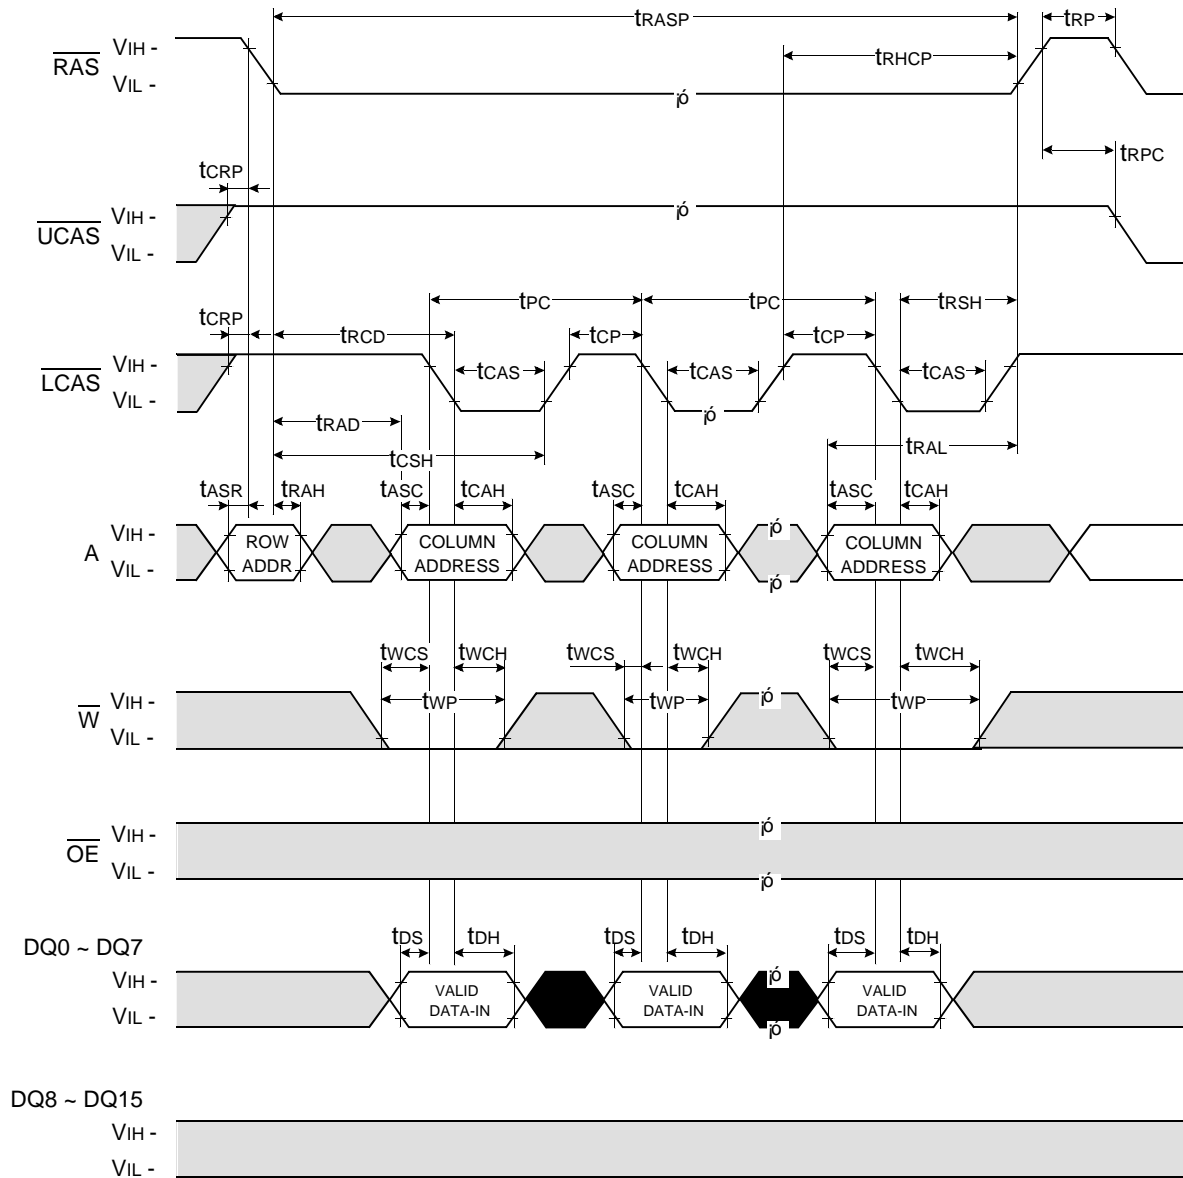 tRASP
tRP
RAS
VIH -
VIL -
tRHCP
¡ó
tCRP
tRPC
UCAS
VIH -
VIL -
¡ó
tCRP
tPC
tPC
tRSH
tRCD
tCP
tCP
LCAS
VIH -
VIL -
tCAS
tCAS
tCAS
¡ó
tRAD
tCSH
tRAL
tASR
tRAH
tASC
tCAH
tASC
tCAH
tASC
tCAH
A
VIH -
VIL -
ROW
ADDR
COLUMN
ADDRESS
COLUMN
ADDRESS
¡ó
¡ó
COLUMN
ADDRESS
tWCS
tWCH
tWCS
tWCH
tWCS
tWCH
W
VIH -
VIL -
tWP
tWP
¡ó
tWP
OE
VIH -
VIL -
¡ó
¡ó
DQ0 ~ DQ7
tDS
tDH
tDS
tDH
tDS
tDH
VIH -
VIL -
VALID
DATA-IN
VALID
DATA-IN
¡ó
¡ó
VALID
DATA-IN
DQ8 ~ DQ15
VIH -
VIL -